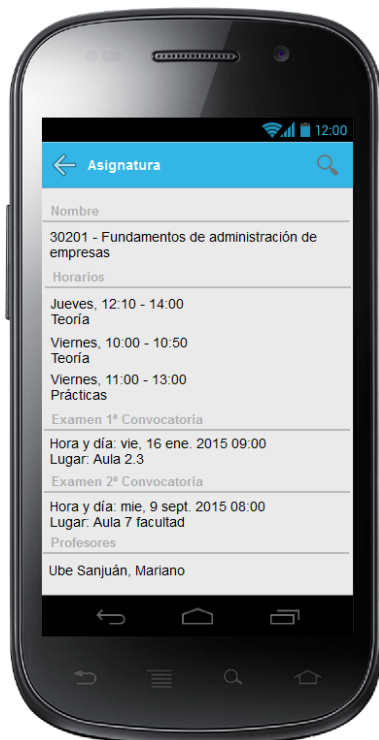 12:00
Asignatura
Nombre
30201 - Fundamentos de administración de
empresas
Horarios
Jueves, 12:10 - 14:00
Teoría
Viernes, 10:00 - 10:50
Teoría
Viernes, 11:00 - 13:00
Prácticas
Examen 1ª Convocatoria
Hora y día: vie, 16 ene. 2015 09:00
Lugar: Aula 2.3
Examen 2ª Convocatoria
Hora y día: mie, 9 sept. 2015 08:00
Lugar: Aula 7 facultad
Profesores
Ube Sanjuán, Mariano